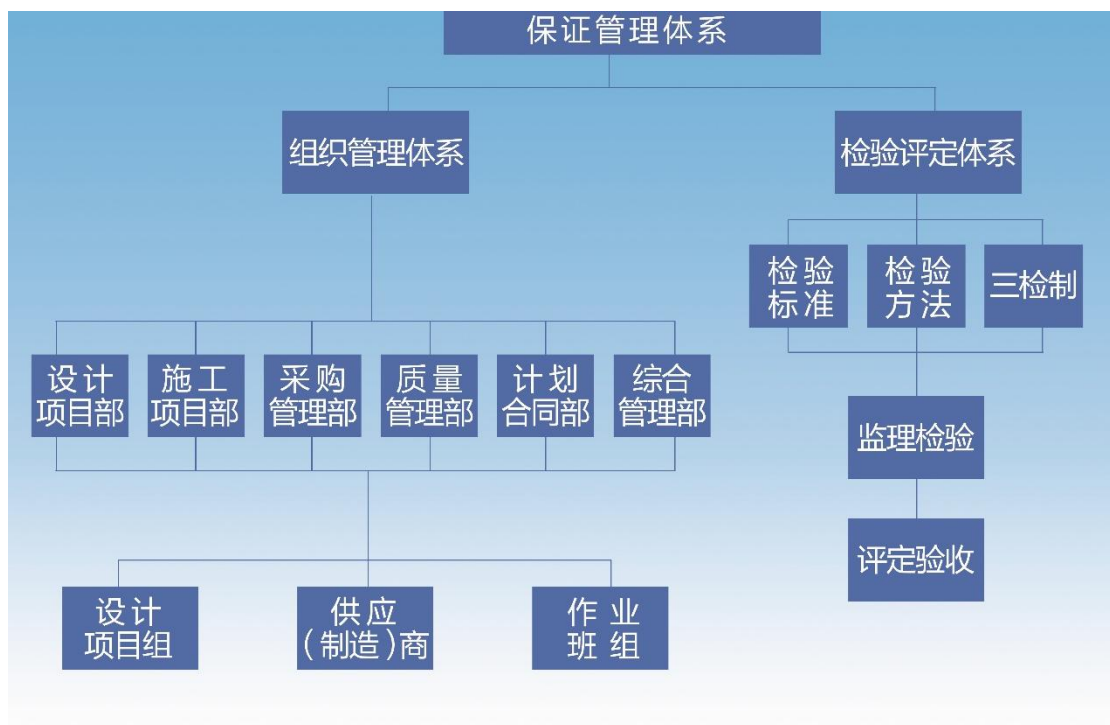 保证管理体系
组织管理体系
检验评定体系
检验
标准
检验
方法
三检制
设计
项目部
施工
项目部
采购
管理部
质量
管理部
计划
合同部
综合
管理部
监理检验
评定验收
设计
项目组
供应
(制造)商
作业
班组